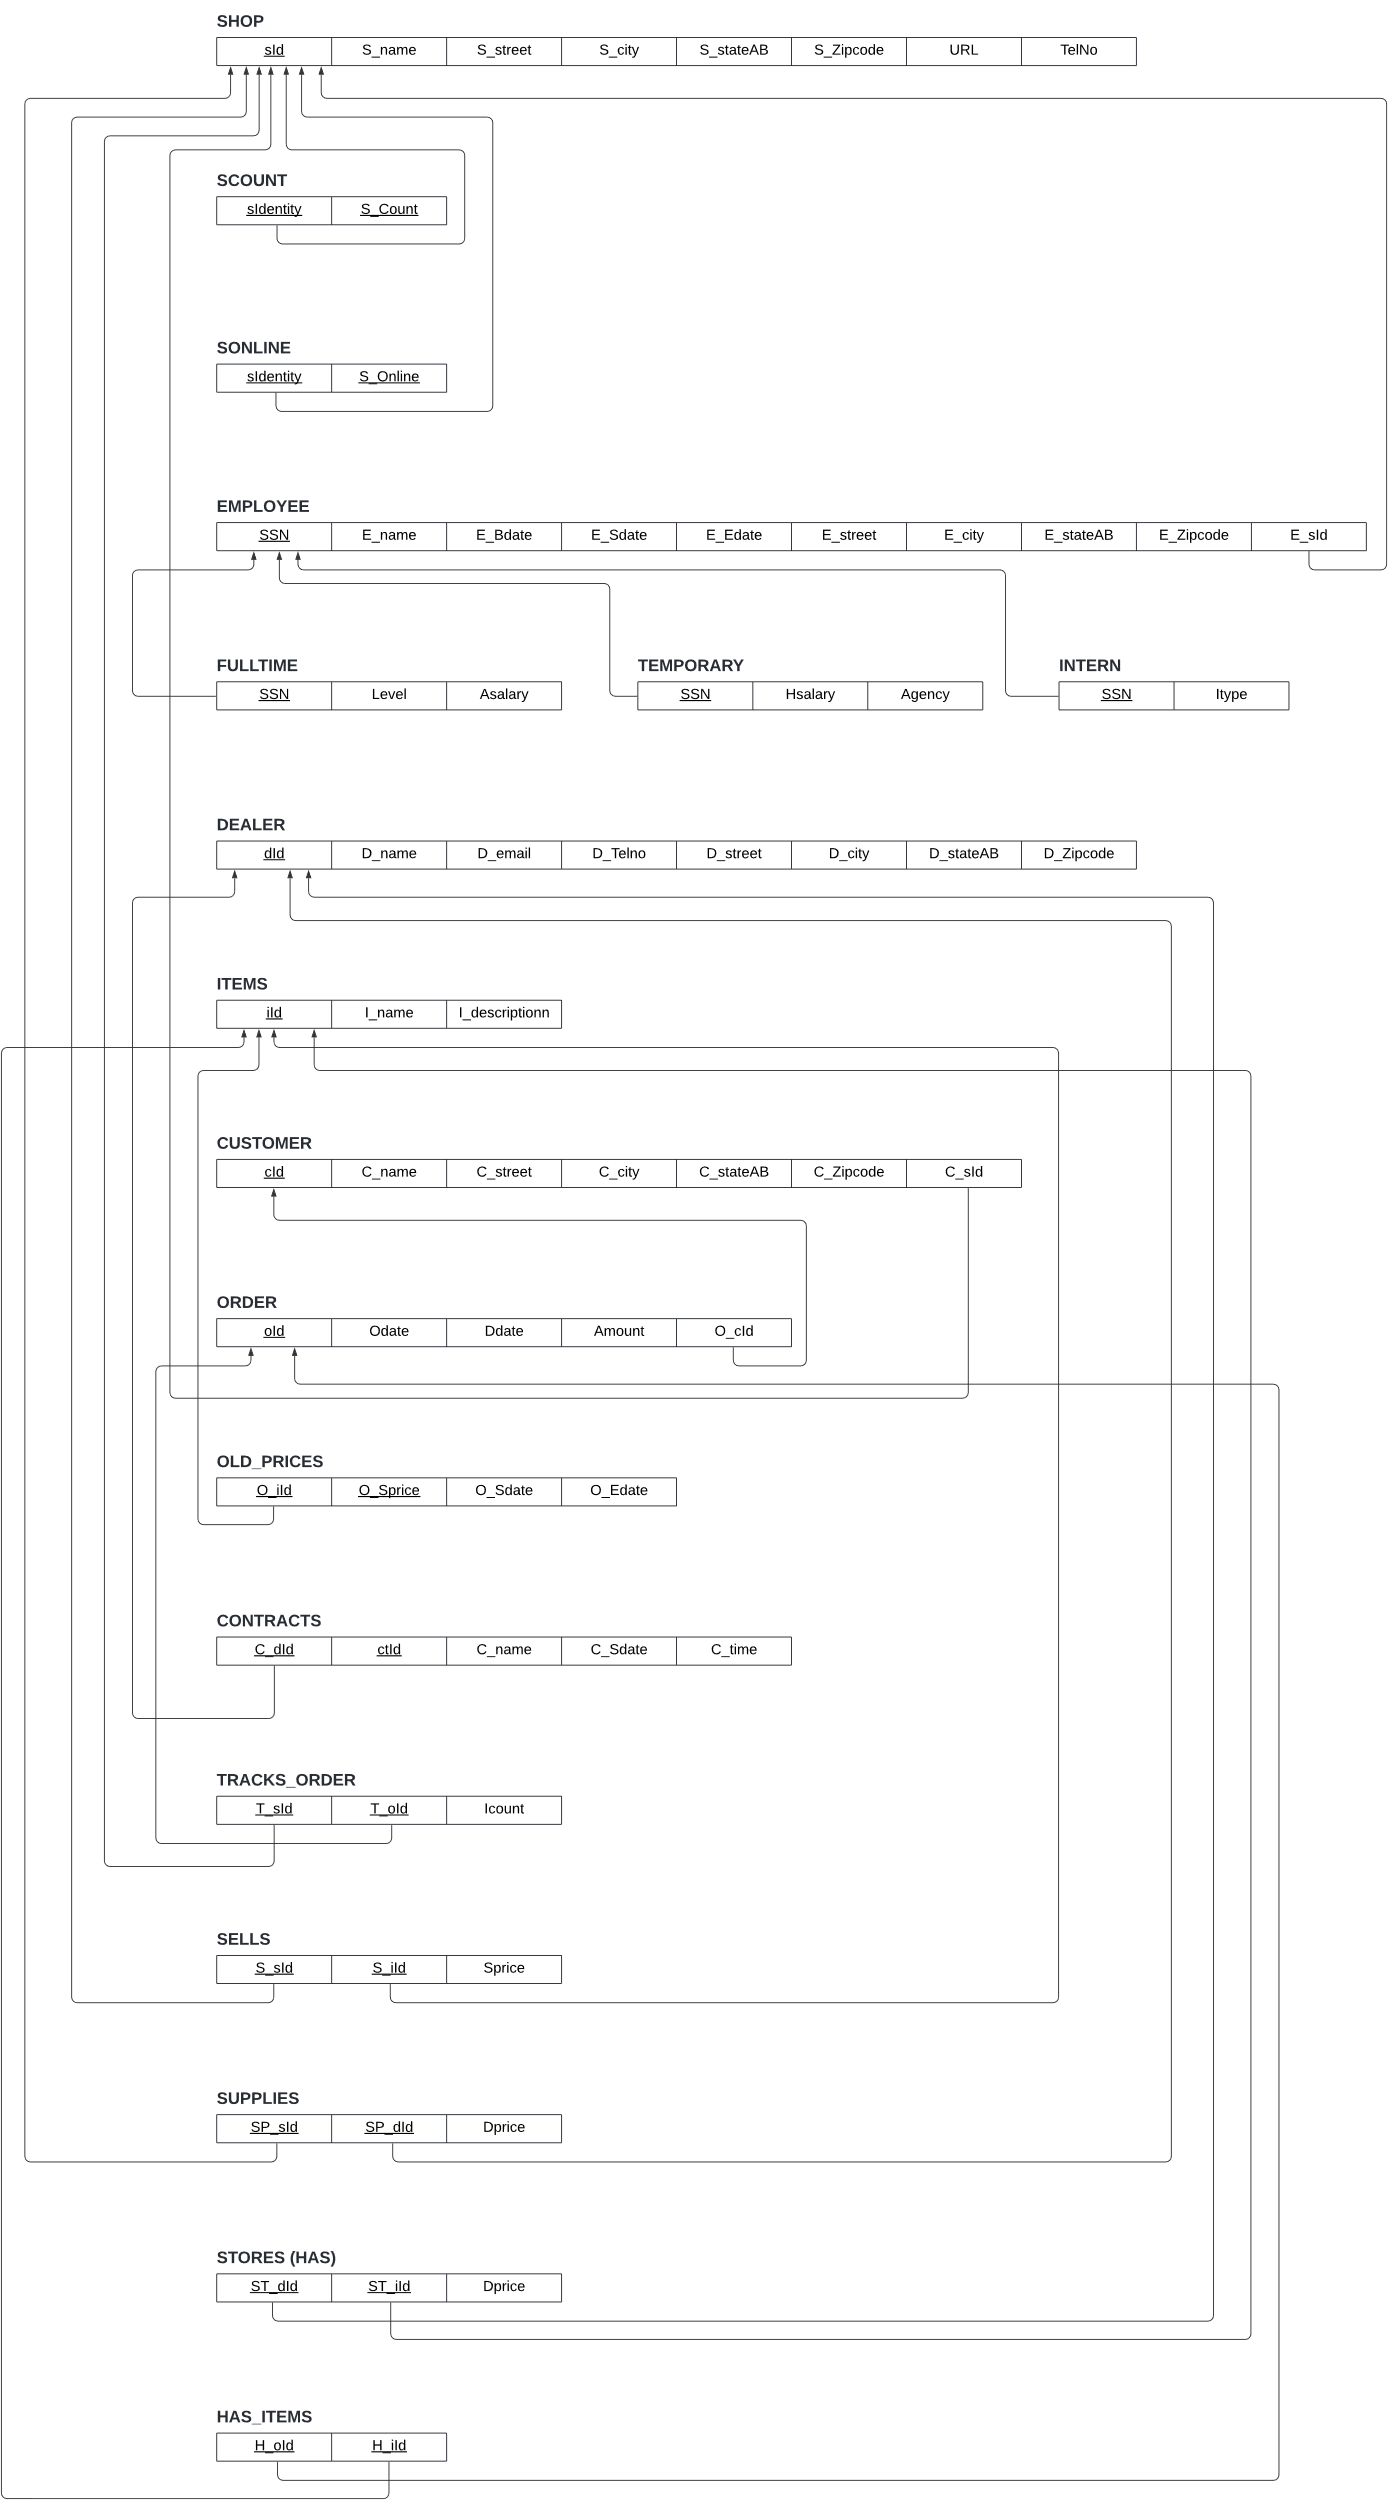 SHOP
sId S_name S_street S_city S_stateAB S_Zipcode URL TelNo
SCOUNT
sIdentity S_Count
SONLINE
sIdentity S_Online
EMPLOYEE
SSN E_name E_Bdate E_Sdate E_Edate E_street E_city E_stateAB E_Zipcode E_sId
FULLTIME TEMPORARY INTERN
SSN Level Asalary SSN Hsalary Agency SSN Itype
DEALER
dId D_name D_email D_Telno D_street D_city D_stateAB D_Zipcode
ITEMS
iId I_name I_descriptionn
CUSTOMER
cId C_name C_street C_city C_stateAB C_Zipcode C_sId
ORDER
oId Odate Ddate Amount O_cId
OLD_PRICES
O_iId O_Sprice O_Sdate O_Edate
CONTRACTS
C_dId ctId C_name C_Sdate C_time
TRACKS_ORDER
T_sId T_oId Icount
SELLS
S_sId S_iId Sprice
SUPPLIES
SP_sId SP_dId Dprice
STORES (HAS)
ST_dId ST_iId Dprice
HAS_ITEMS
H_oId H_iId